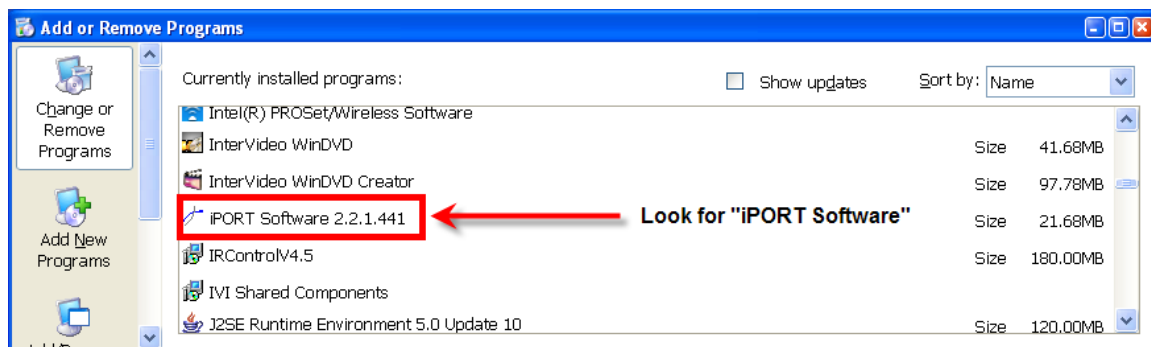 Add or Remove Programs
Change or
Remove
Programs
Add New
Programs
Currently installed programs:
Show updates
Sort by: Name
Intel(R) PROSet/Wireless Software
InterVideo WinDVD Size 41.68MB
InterVideo WinDVD Creator Size 97.78MB
iPORT Software 2.2.1.441 Look for "iPORT Software" Size 21.68MB
IRControlV4.5 Size 180.00MB
IVI Shared Components
J2SE Runtime Environment 5.0 Update 10 Size 120.00MB